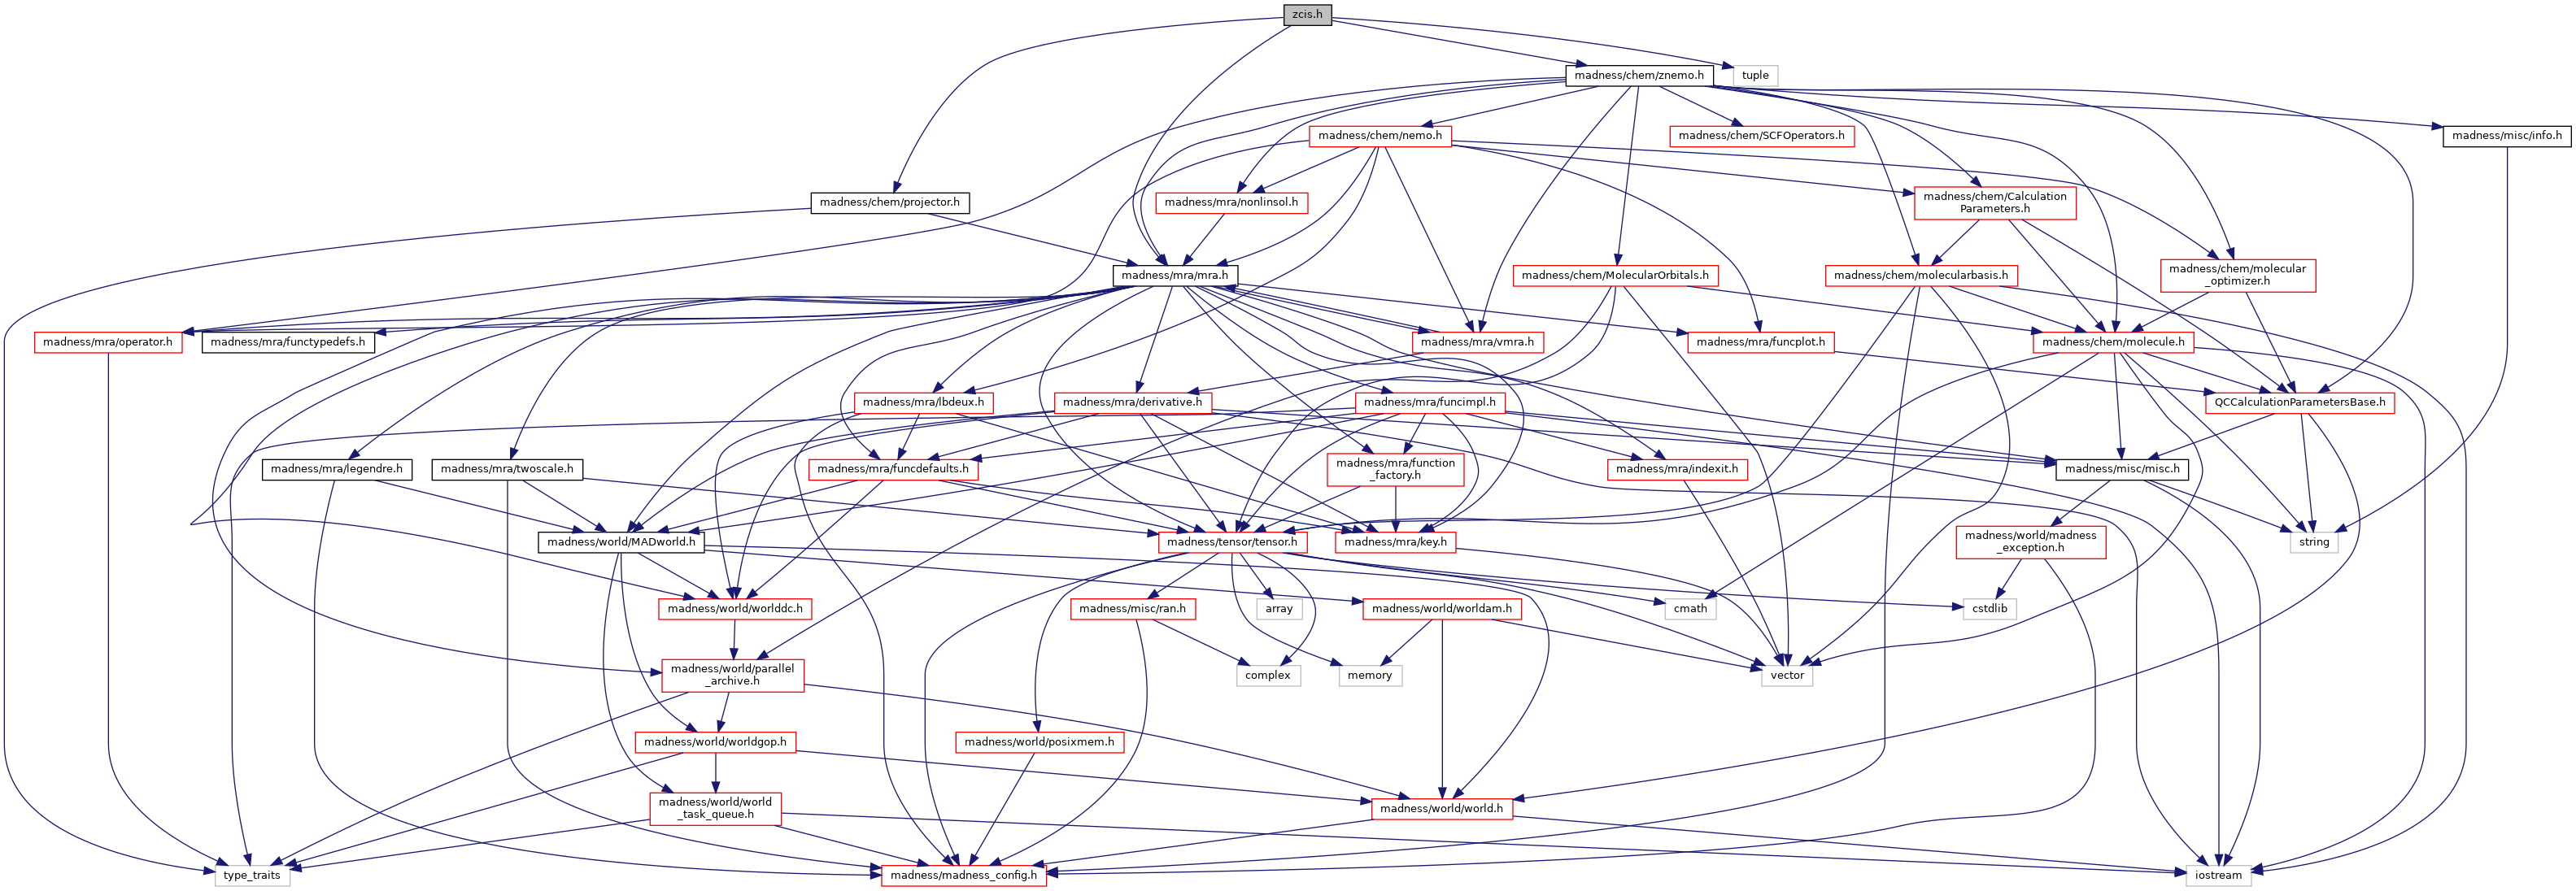 zcis.h
madness/chem/znemo.h
tuple
madness/chem/nemo.h
madness/chem/SCFOperators.h
madness/misc/info.h
madness/chem/projector.h
madness/mra/nonlinsol.h
madness/chem/Calculation
Parameters.h
madness/mra/mra.h
madness/chem/MolecularOrbitals.h
madness/chem/molecularbasis.h
madness/chem/molecular
_optimizer.h
madness/mra/operator.h
madness/mra/functypedefs.h
madness/mra/vmra.h
madness/mra/funcplot.h
madness/chem/molecule.h
madness/mra/lbdeux.h
madness/mra/derivative.h
madness/mra/funcimpl.h
QCCalculationParametersBase.h
madness/mra/legendre.h
madness/mra/twoscale.h
madness/mra/funcdefaults.h
madness/mra/function
_factory.h
madness/mra/indexit.h
madness/misc/misc.h
madness/world/MADworld.h
madness/tensor/tensor.h
madness/mra/key.h
madness/world/madness
_exception.h
string
madness/world/worlddc.h
madness/misc/ran.h
array
madness/world/worldam.h
cmath
cstdlib
madness/world/parallel
_archive.h
complex
memory
vector
madness/world/worldgop.h
madness/world/posixmem.h
madness/world/world
_task_queue.h
madness/world/world.h
type_traits
madness/madness_config.h
iostream